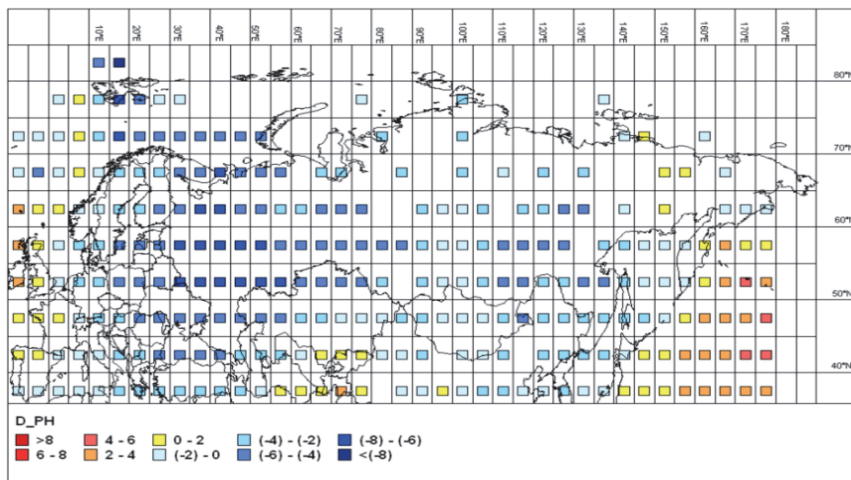 10°E 20°E 30°E 40°E 50°E 60°E 70°E 80°E 90°E 100°E 110°E 120°E 130°E 140°E 150°E 160°E 170°E 180°E
80°N
70°N
60°N
50°N
40°N
D_PH
>8 4 - 6 0 - 2 (-4) - (-2) (-8) - (-6)
6 - 8 2 - 4 (-2) - 0 (-6) - (-4) <(-8)